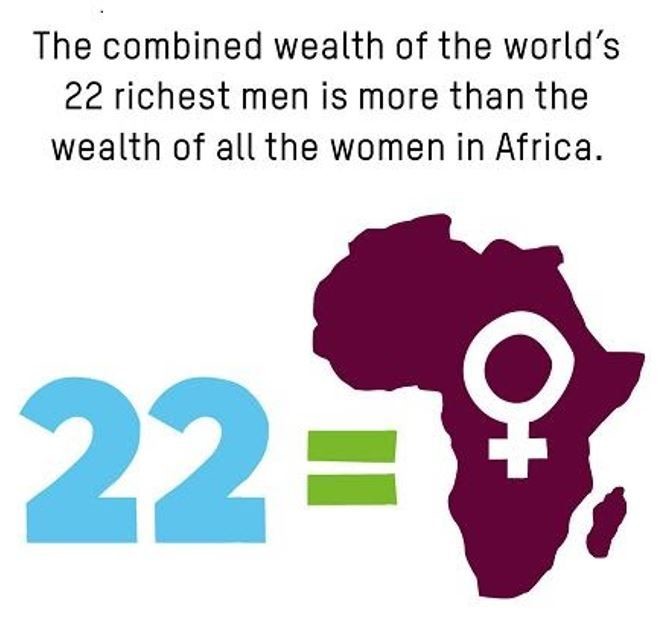 The combined wealth of the world's
22 richest men is more than the
wealth of all the women in Africa.
22 =